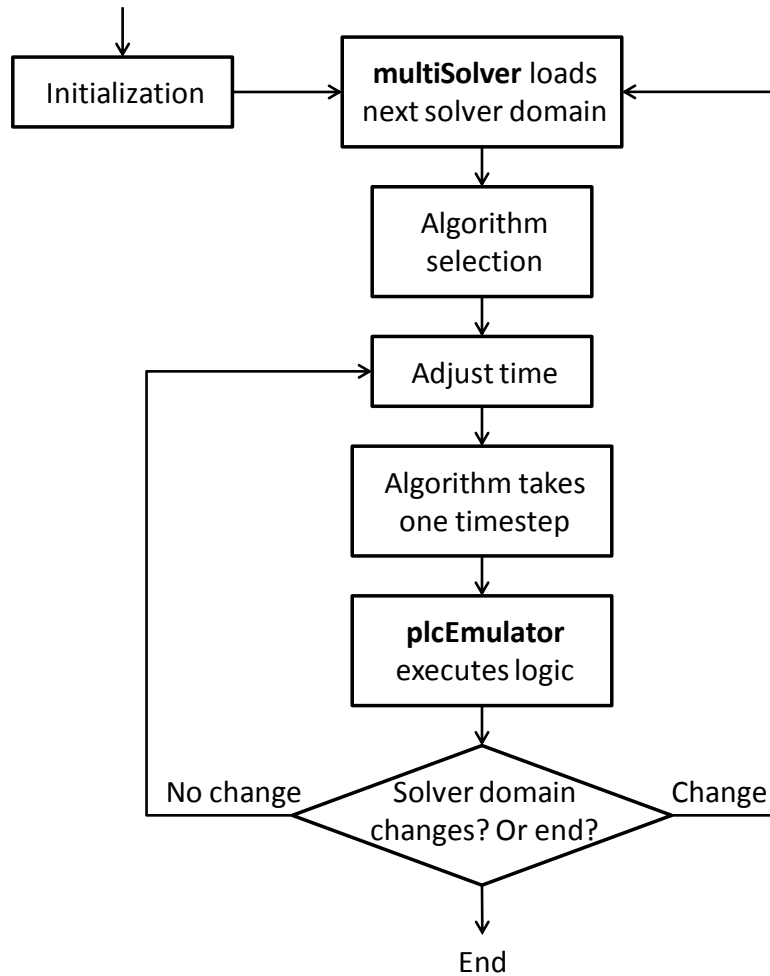 Initialization
multiSolver loads
next solver domain
Algorithm
selection
Adjust time
Algorithm takes
one timestep
plcEmulator
executes logic
No change
Solver domain
changes? Or end?
Change
End